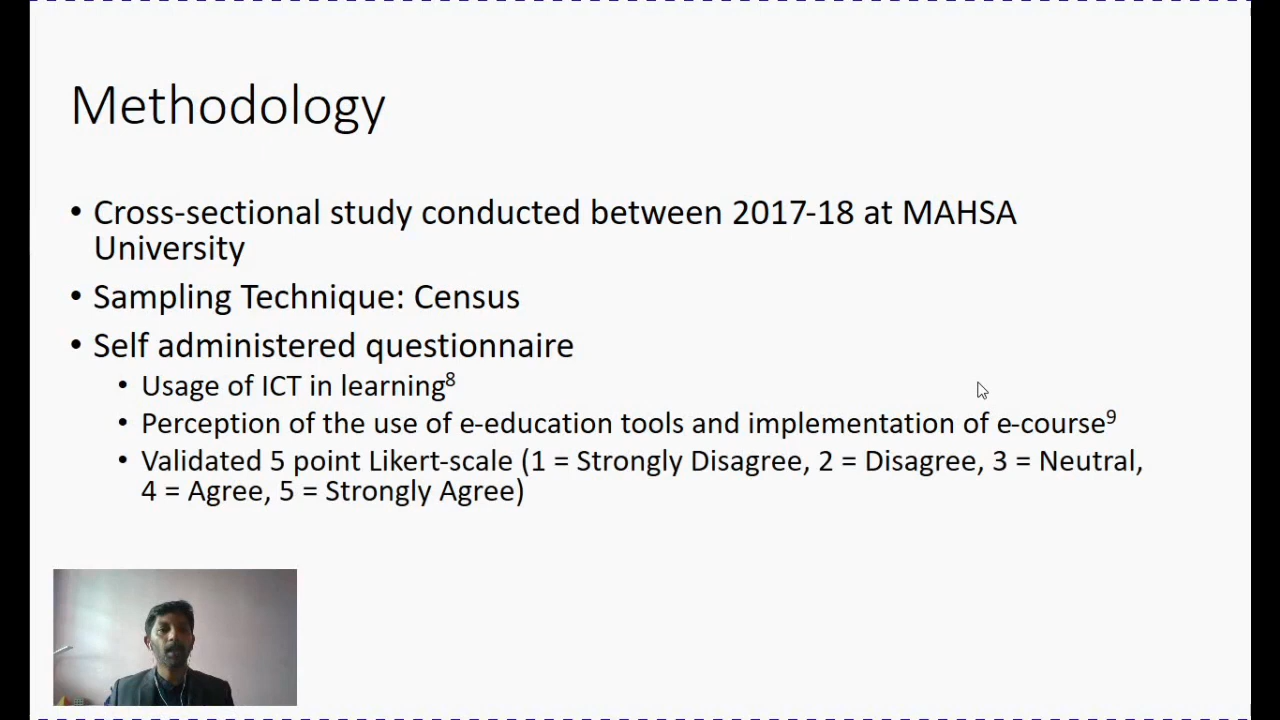 Methodology
• Cross-sectional study conducted between 2017-18 at MAHSA
University
• Sampling Technique: Census
• Self administered questionnaire
• Usage of ICT in learning⁸
• Perception of the use of e-education tools and implementation of e-course⁹
• Validated 5 point Likert-scale (1 = Strongly Disagree, 2 = Disagree, 3 = Neutral,
4 = Agree, 5 = Strongly Agree)